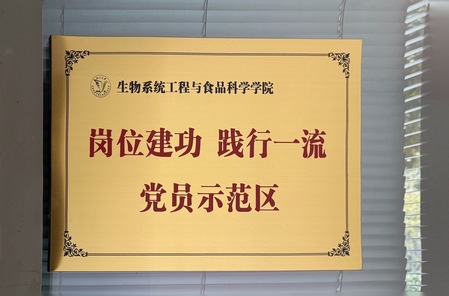 生物系统工程与食品科学学院
岗位建功 践行一流
党员示范区